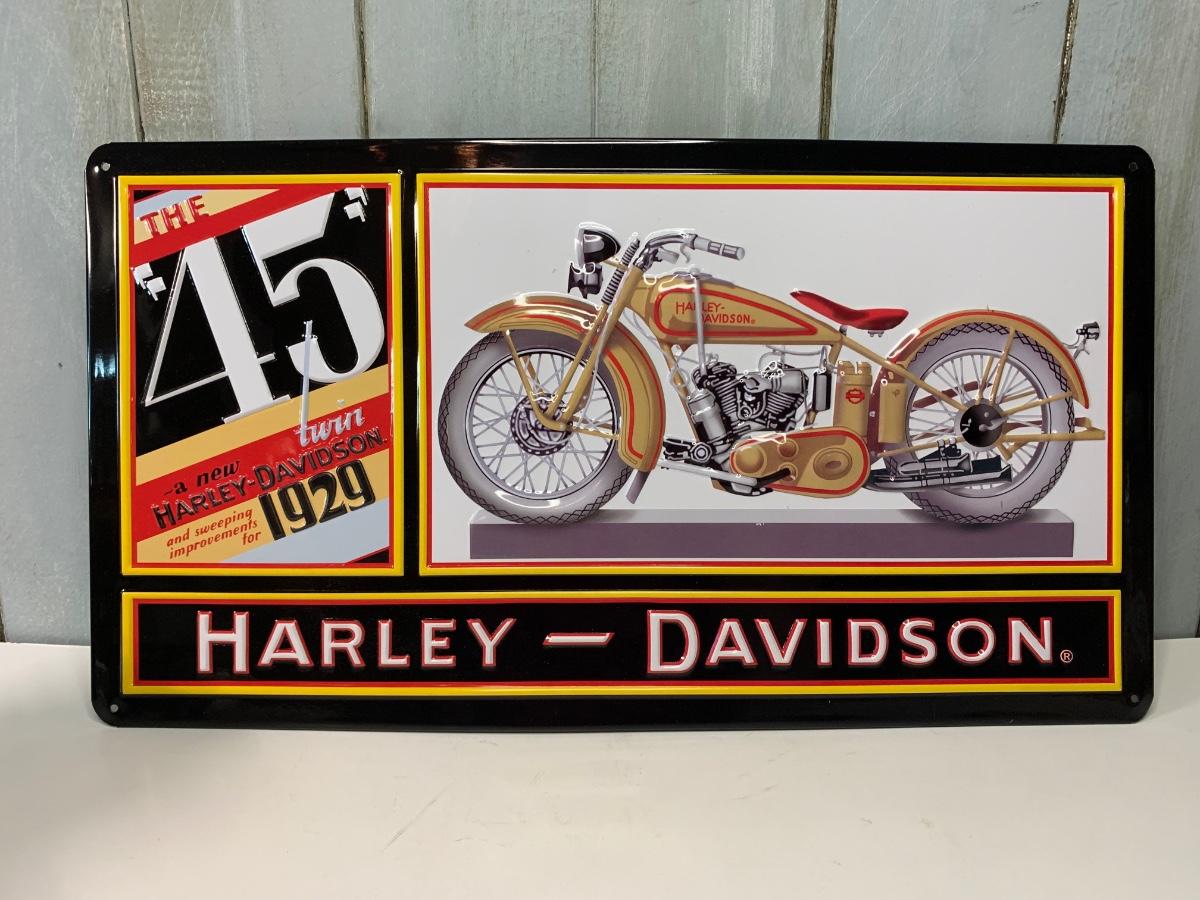 THE
"45"
twin
-a new
HARLEY-DAVIDSON.
and sweeping
improvements
for
1929
HARLEY-
DAVIDSON®
HARLEY — DAVIDSON®